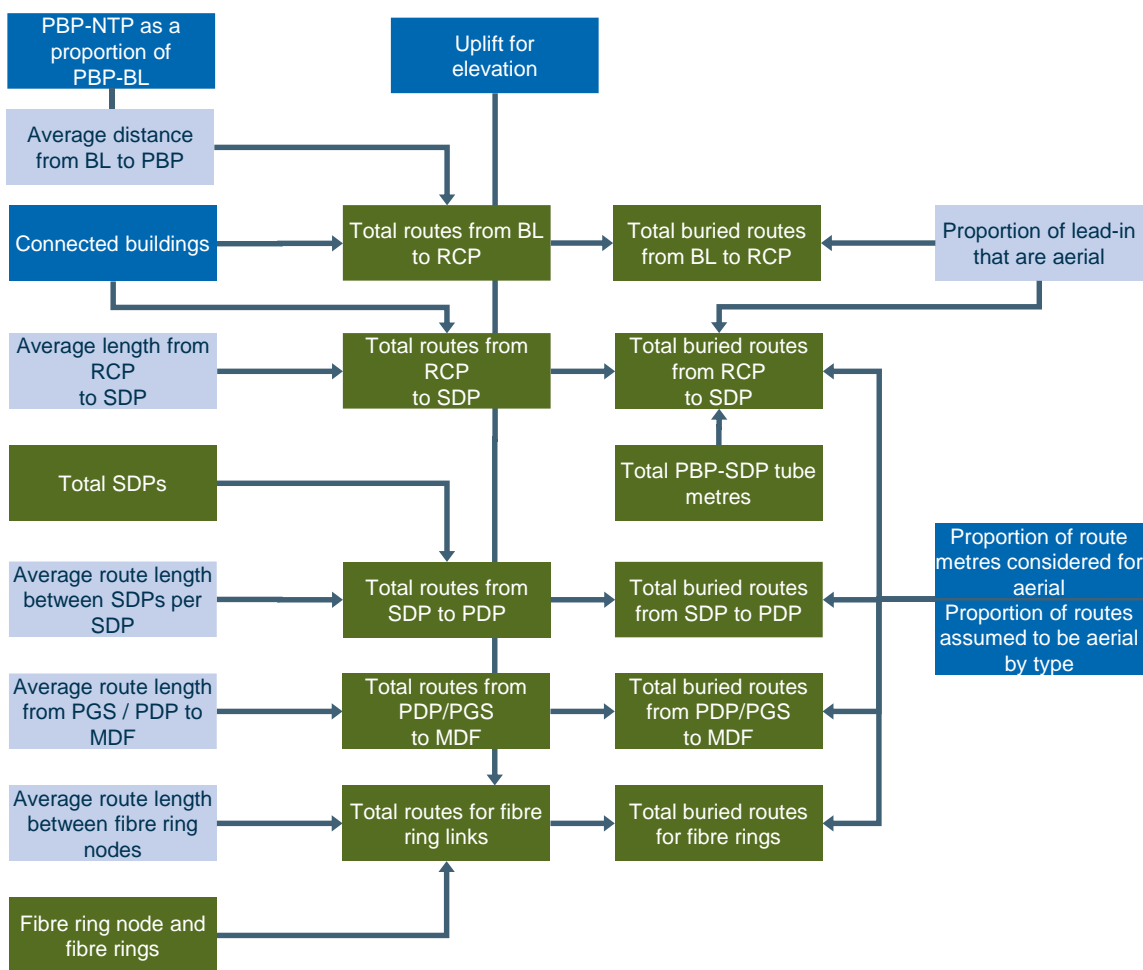 PBP-NTP as a
proportion of
PBP-BL
Uplift for
elevation
Average distance
from BL to PBP
Connected buildings
Total routes from BL
to RCP
Total buried routes
from BL to RCP
Proportion of lead-in
that are aerial
Average length from
RCP
to SDP
Total routes from
RCP
to SDP
Total buried routes
from RCP
to SDP
Total SDPs
Total PBP-SDP tube
metres
Proportion of route
metres considered for
aerial
Proportion of routes
assumed to be aerial
by type
Average route length
between SDPs per
SDP
Total routes from
SDP to PDP
Total buried routes
from SDP to PDP
Average route length
from PGS / PDP to
MDF
Total routes from
PDP/PGS
to MDF
Total buried routes
from PDP/PGS
to MDF
Average route length
between fibre ring
nodes
Total routes for fibre
ring links
Total buried routes
for fibre rings
Fibre ring node and
fibre rings